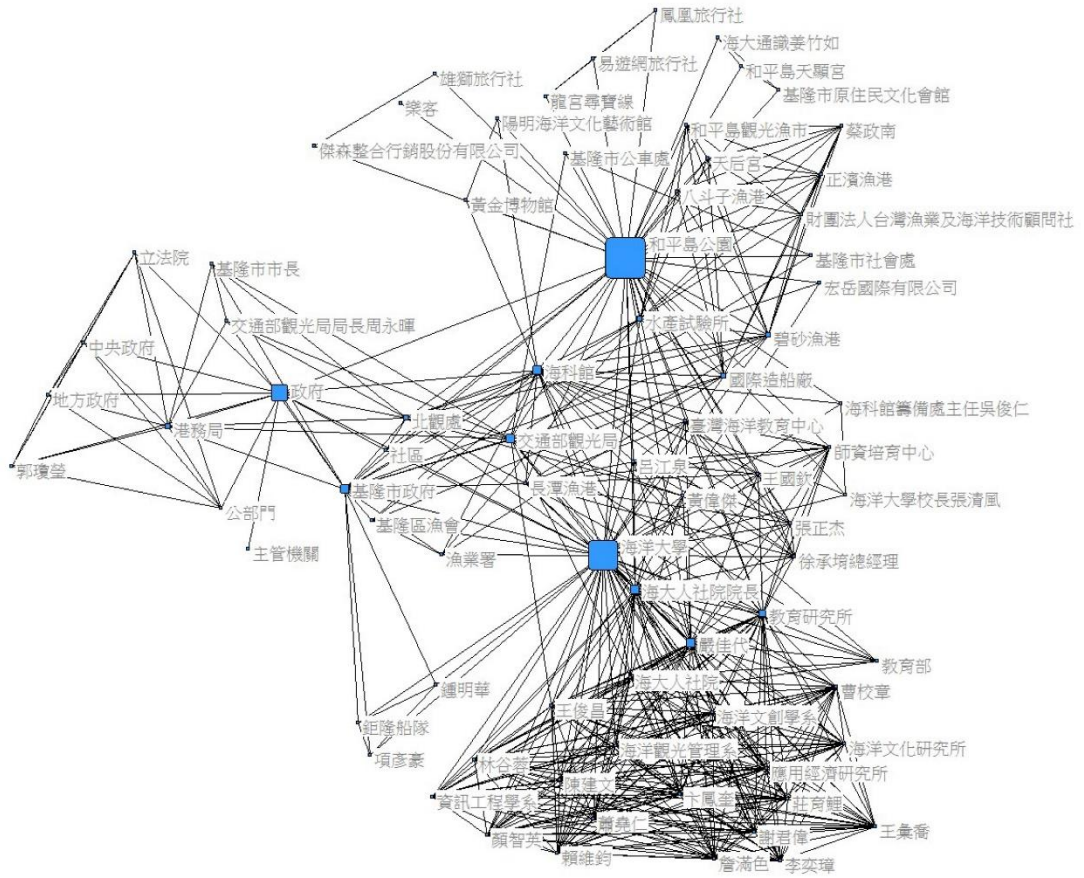 鳳凰旅行社
海大通識姜竹如
易遊網旅行社
和平島天顯宮
雄獅旅行社
基隆市原住民文化會館
龍宮尋寶線
樂客
陽明海洋文化藝術館
和平島觀光漁市
蔡政南
傑森整合行銷股份有限公司
基隆市公車處
天后宮
正濱漁港
八斗子漁港
黃金博物館
財團法人台灣漁業及海洋技術顧問社
和平島公園
立法院
基隆市市長
基隆市社會處
宏岳國際有限公司
交通部觀光局局長周永暉
水產試驗所
碧砂漁港
中央政府
海科館
國際造船廠
政府
地方政府
海科館籌備處主任吳俊仁
北觀處
臺灣海洋教育中心
港務局
交通部觀光局
師資培育中心
社區
呂江泉
郭瓊瑩
王國欽
基隆市政府
長潭漁港
黃偉傑
海洋大學校長張清風
公部門
基隆區漁會
張正杰
主管機關
漁業署
海洋大學
徐承堉總經理
海大人社院院長
教育研究所
嚴佳代
教育部
海大人社院
鍾明華
曹校章
王俊昌
海洋文創學系
鉅隆船隊
海洋觀光管理系
海洋文化研究所
項彥豪
林谷蓉
應用經濟研究所
陳建文
資訊工程學系
卞鳳奎
莊育鯉
蕭堯仁
謝君偉
王彙喬
顏智英
賴維鈞
詹滿色
李奕璋